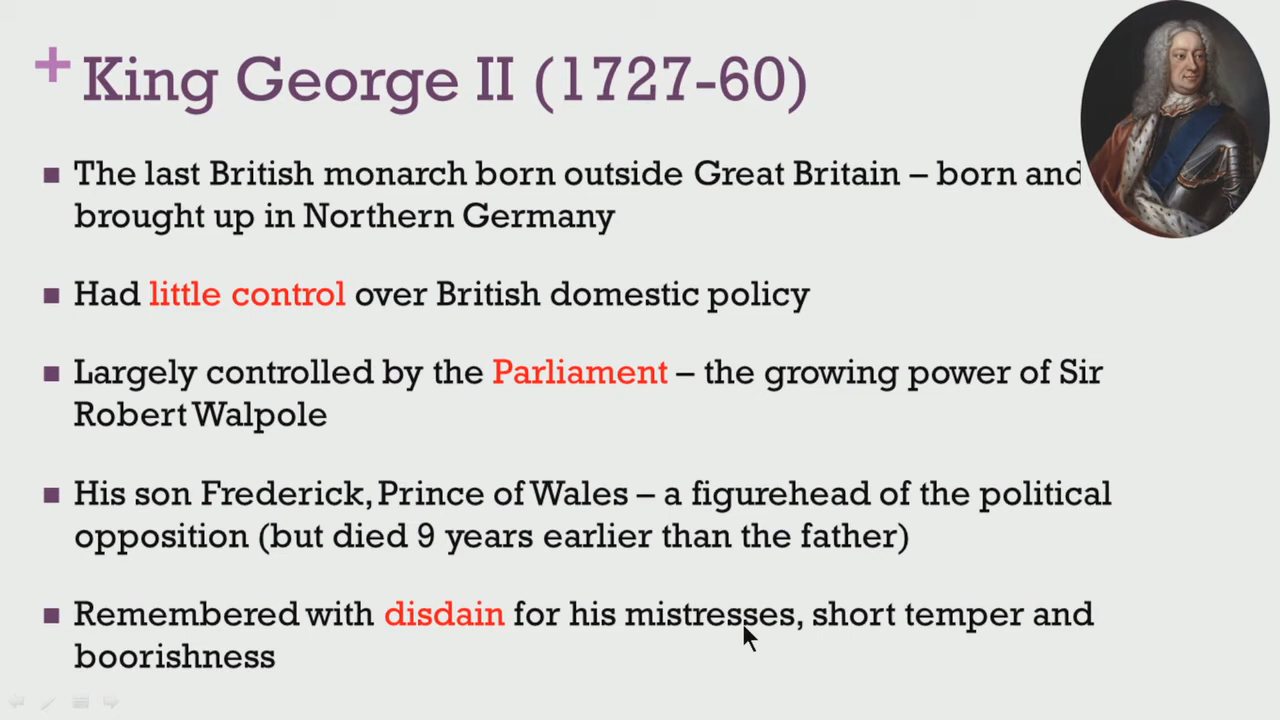 King George II (1727-60)
The last British monarch born outside Great Britain – born and
brought up in Northern Germany
Had little control over British domestic policy
Largely controlled by the Parliament – the growing power of Sir
Robert Walpole
His son Frederick, Prince of Wales – a figurehead of the political
opposition (but died 9 years earlier than the father)
Remembered with disdain for his mistresses, short temper and
boorishness